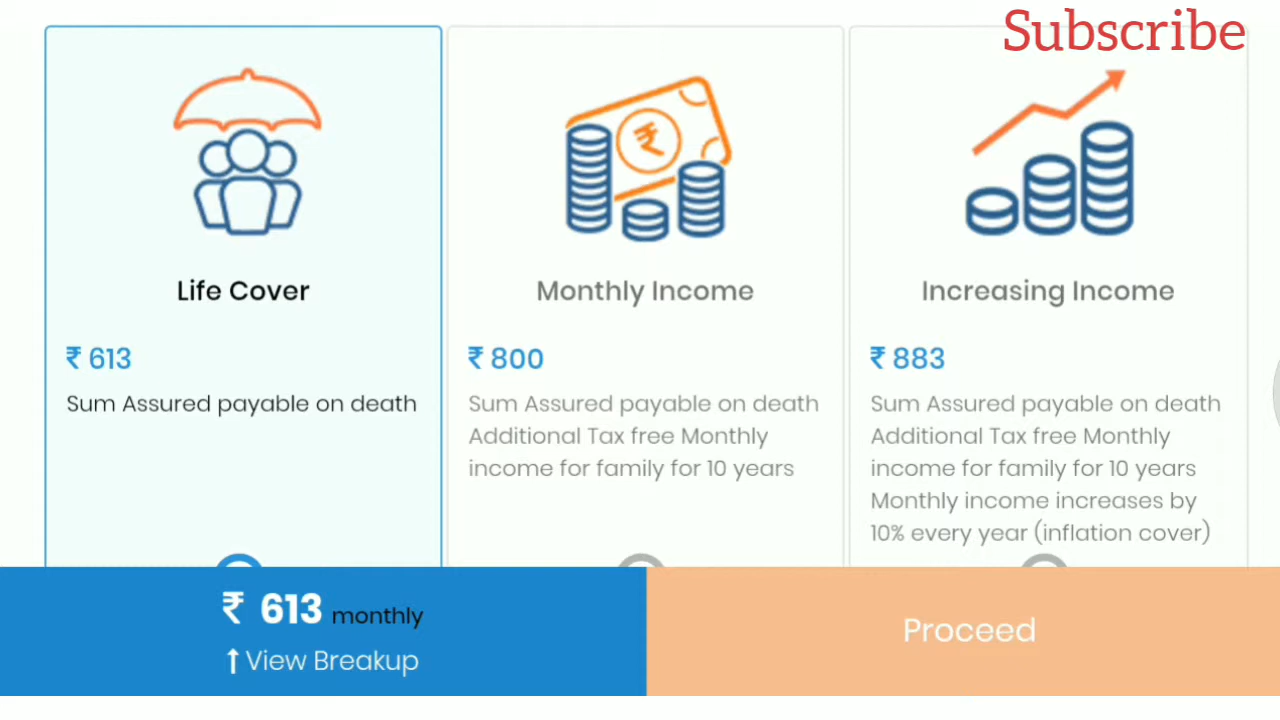 Subscribe
Life Cover
₹ 613
Sum Assured payable on death
Monthly Income
₹ 800
Sum Assured payable on death
Additional Tax free Monthly
income for family for 10 years
Increasing Income
₹ 883
Sum Assured payable on death
Additional Tax free Monthly
income for family for 10 years
Monthly income increases by
10% every year (inflation cover)
₹ 613 monthly
↑ View Breakup
Proceed